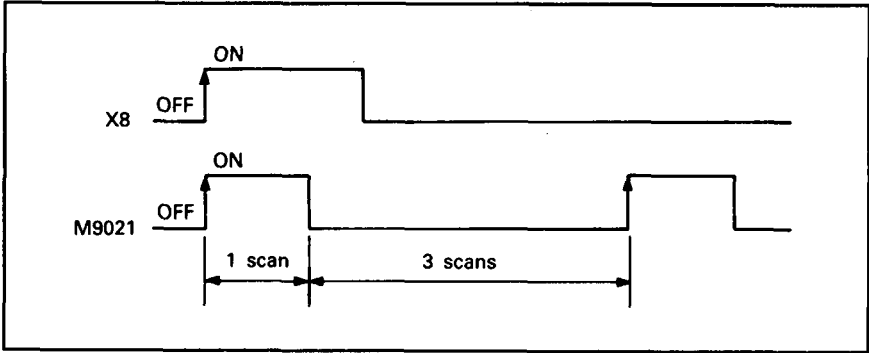 ON
OFF
X8
ON
OFF
M9021
1 scan
3 scans